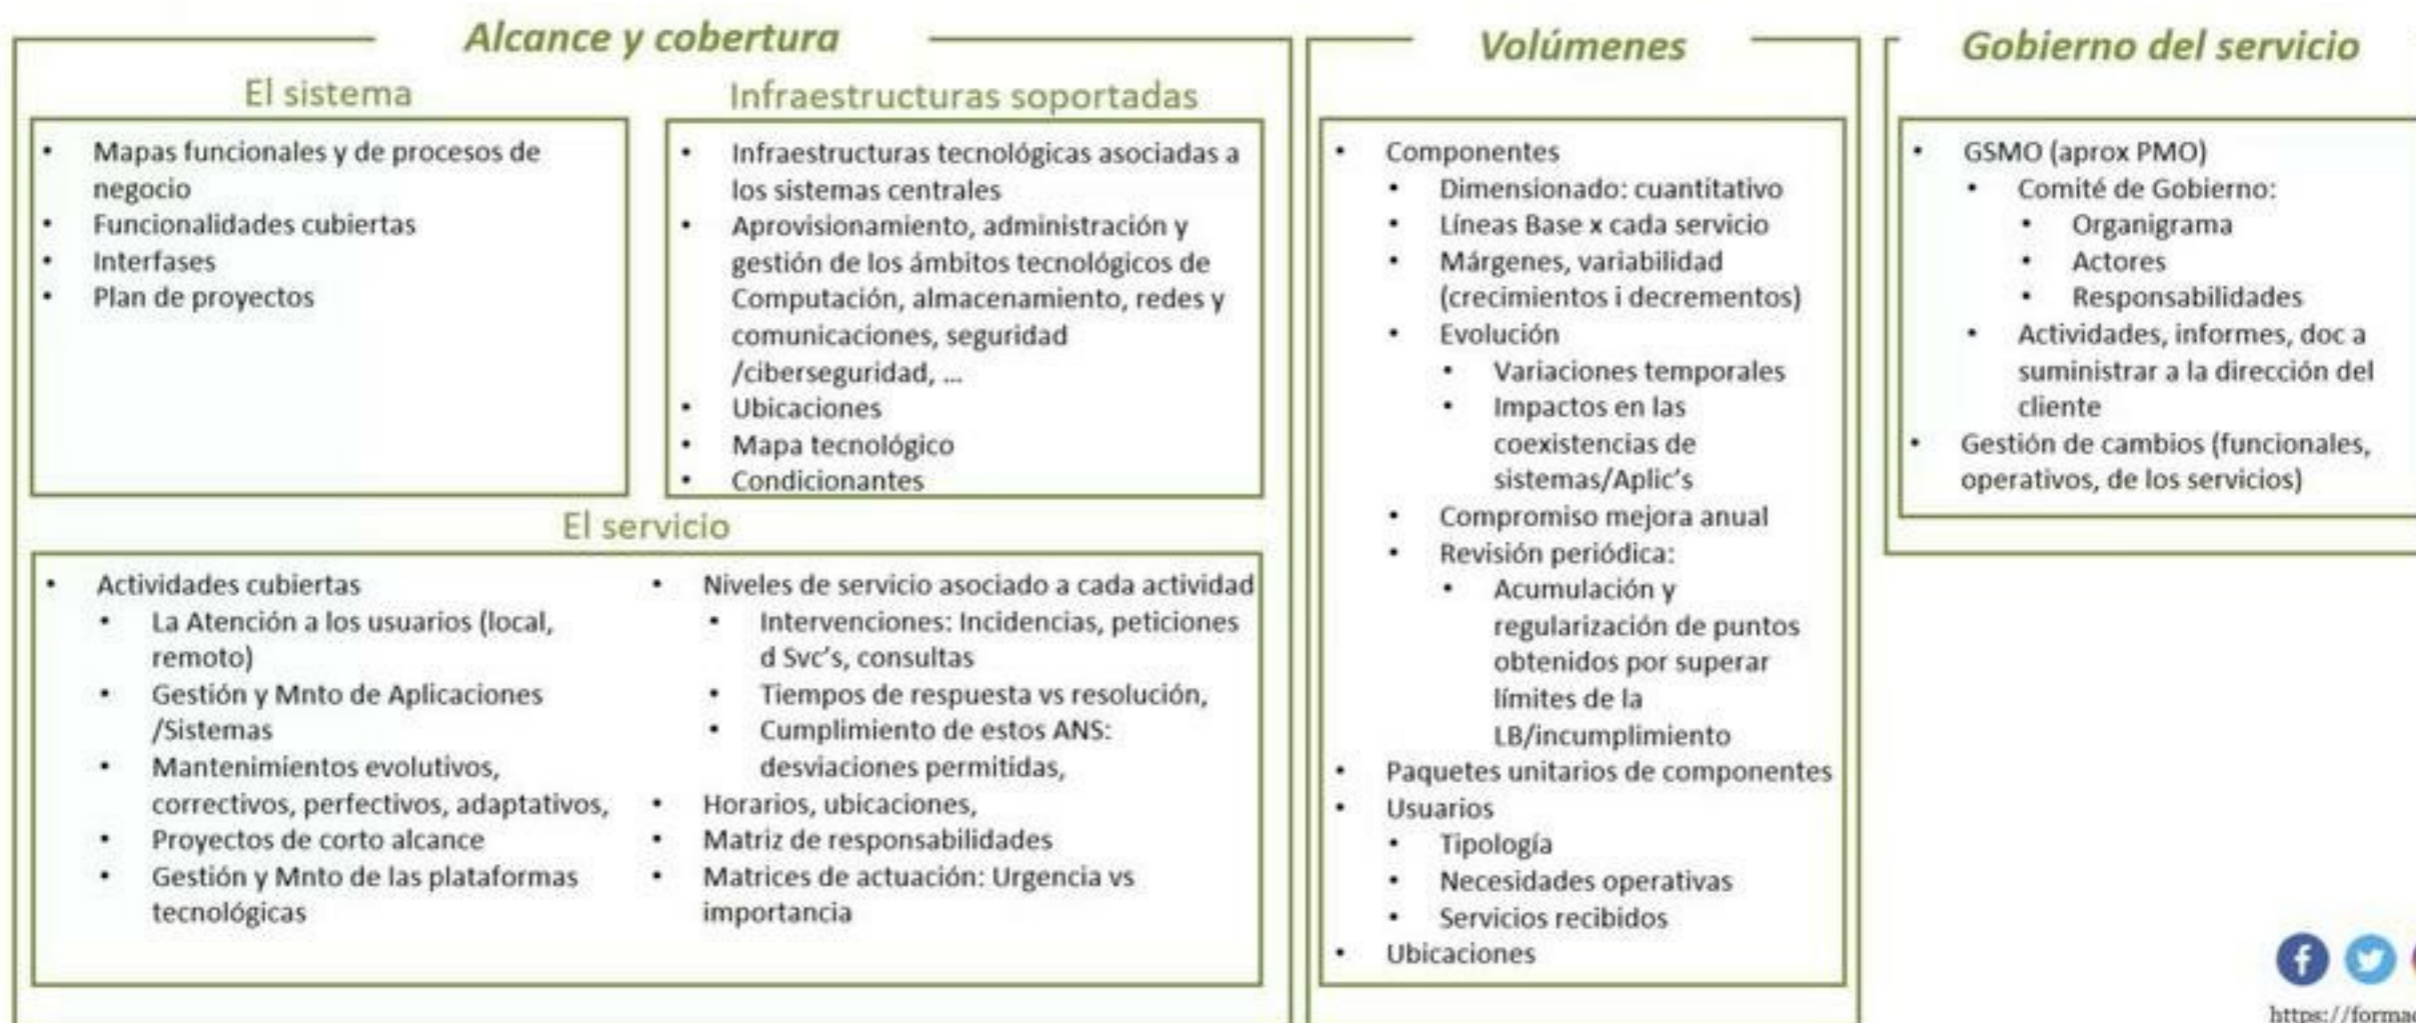 Alcance y cobertura
El sistema
• Mapas funcionales y de procesos de
negocio
• Funcionalidades cubiertas
• Interfases
• Plan de proyectos
Infraestructuras soportadas
• Infraestructuras tecnológicas asociadas a
los sistemas centrales
• Aprovisionamiento, administración y
gestión de los ámbitos tecnológicos de
Computación, almacenamiento, redes y
comunicaciones, seguridad
/ciberseguridad, ...
• Ubicaciones
• Mapa tecnológico
• Condicionantes
El servicio
• Actividades cubiertas
• La Atención a los usuarios (local,
remoto)
• Gestión y Mnto de Aplicaciones
/Sistemas
• Mantenimientos evolutivos,
correctivos, perfectivos, adaptativos,
• Proyectos de corto alcance
• Gestión y Mnto de las plataformas
tecnológicas
• Niveles de servicio asociado a cada actividad
• Intervenciones: Incidencias, peticiones
d Svc's, consultas
• Tiempos de respuesta vs resolución,
• Cumplimiento de estos ANS:
desviaciones permitidas,
• Horarios, ubicaciones,
• Matriz de responsabilidades
• Matrices de actuación: Urgencia vs
importancia
Volúmenes
• Componentes
• Dimensionado: cuantitativo
• Líneas Base x cada servicio
• Márgenes, variabilidad
(crecimientos i decrementos)
• Evolución
• Variaciones temporales
• Impactos en las
coexistencias de
sistemas/Aplic's
• Compromiso mejora anual
• Revisión periódica:
• Acumulación y
regularización de puntos
obtenidos por superar
límites de la
LB/incumplimiento
• Paquetes unitarios de componentes
• Usuarios
• Tipología
• Necesidades operativas
• Servicios recibidos
• Ubicaciones
Gobierno del servicio
• GSMO (aprox PMO)
• Comité de Gobierno:
• Organigrama
• Actores
• Responsabilidades
• Actividades, informes, doc a
suministrar a la dirección del
cliente
• Gestión de cambios (funcionales,
operativos, de los servicios)
https://forma